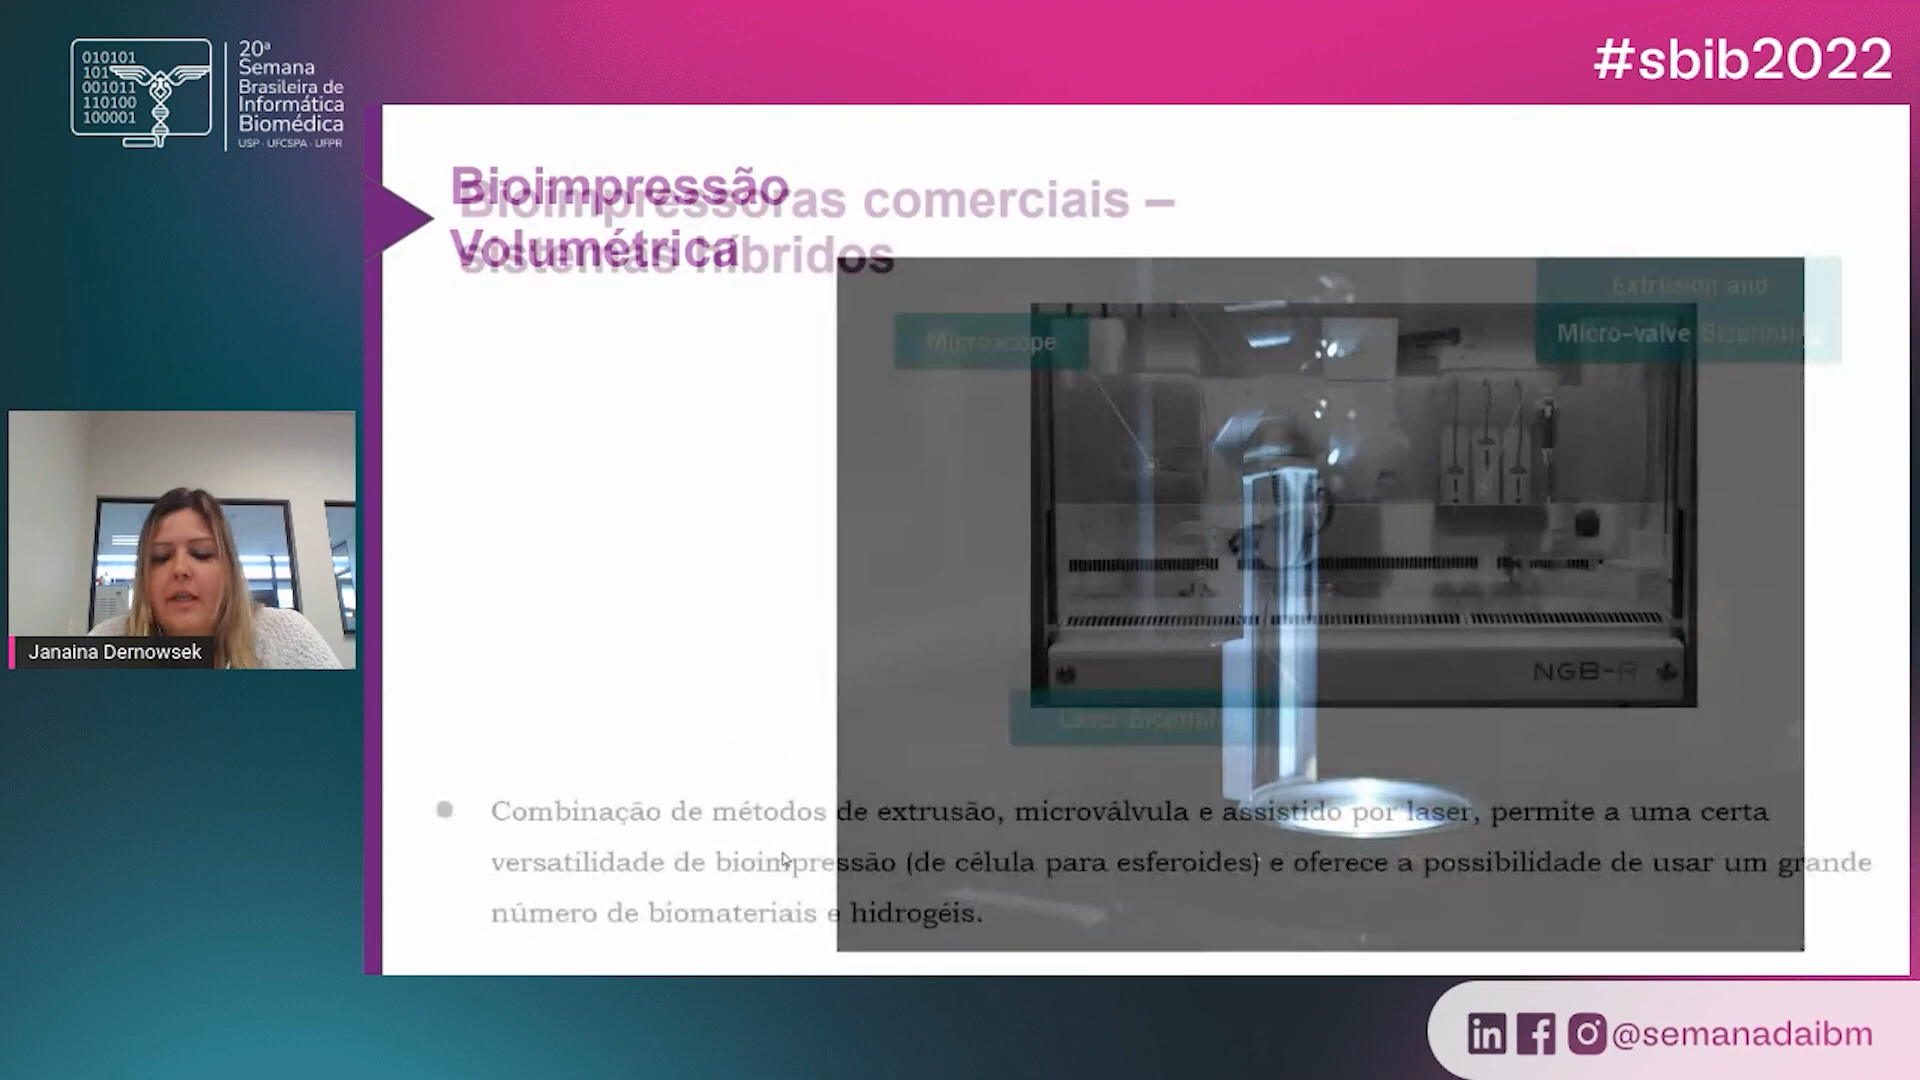 010101
101
001011
110100
100001
20ª
Semana
Brasileira de
Informática
Biomédica
USP · UFCSPA · UFPR
#sbib2022
Bioimpressão
Volumétrica
Bioimpressoras comerciais –
sistemas híbridos
Microscope
Extrusion and
Micro-valve Bioprinting
Laser Bioprinting
NGB-R
Combinação de métodos de extrusão, microválvula e assistido por laser, permite a uma certa
versatilidade de bioimpressão (de célula para esferoides) e oferece a possibilidade de usar um grande
número de biomateriais e hidrogéis.
Janaina Dernowsek
in
@semanadaibm